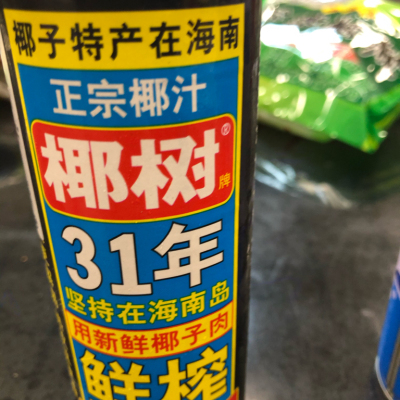 椰子特产在海南
正宗椰汁
椰树®牌
31年
坚持在海南岛
用新鲜椰子肉
鲜榨